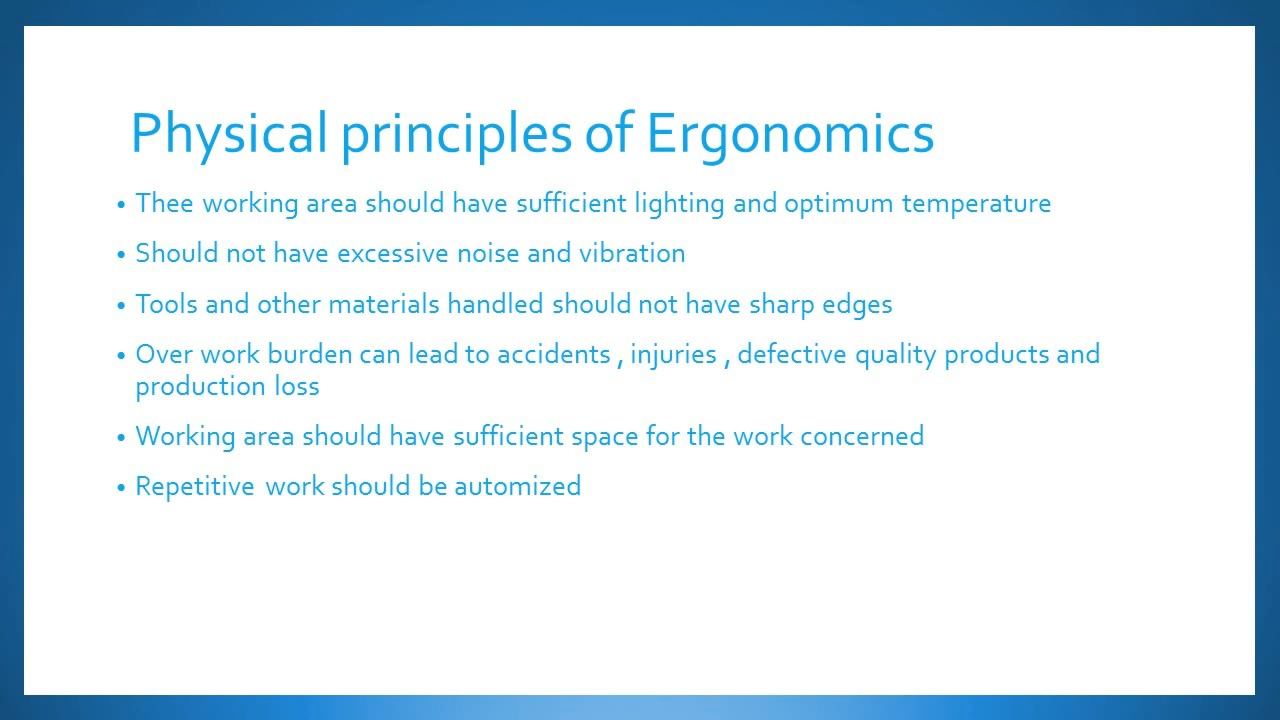 Physical principles of Ergonomics
• Thee working area should have sufficient lighting and optimum temperature
• Should not have excessive noise and vibration
• Tools and other materials handled should not have sharp edges
• Over work burden can lead to accidents , injuries , defective quality products and
production loss
• Working area should have sufficient space for the work concerned
• Repetitive work should be automized